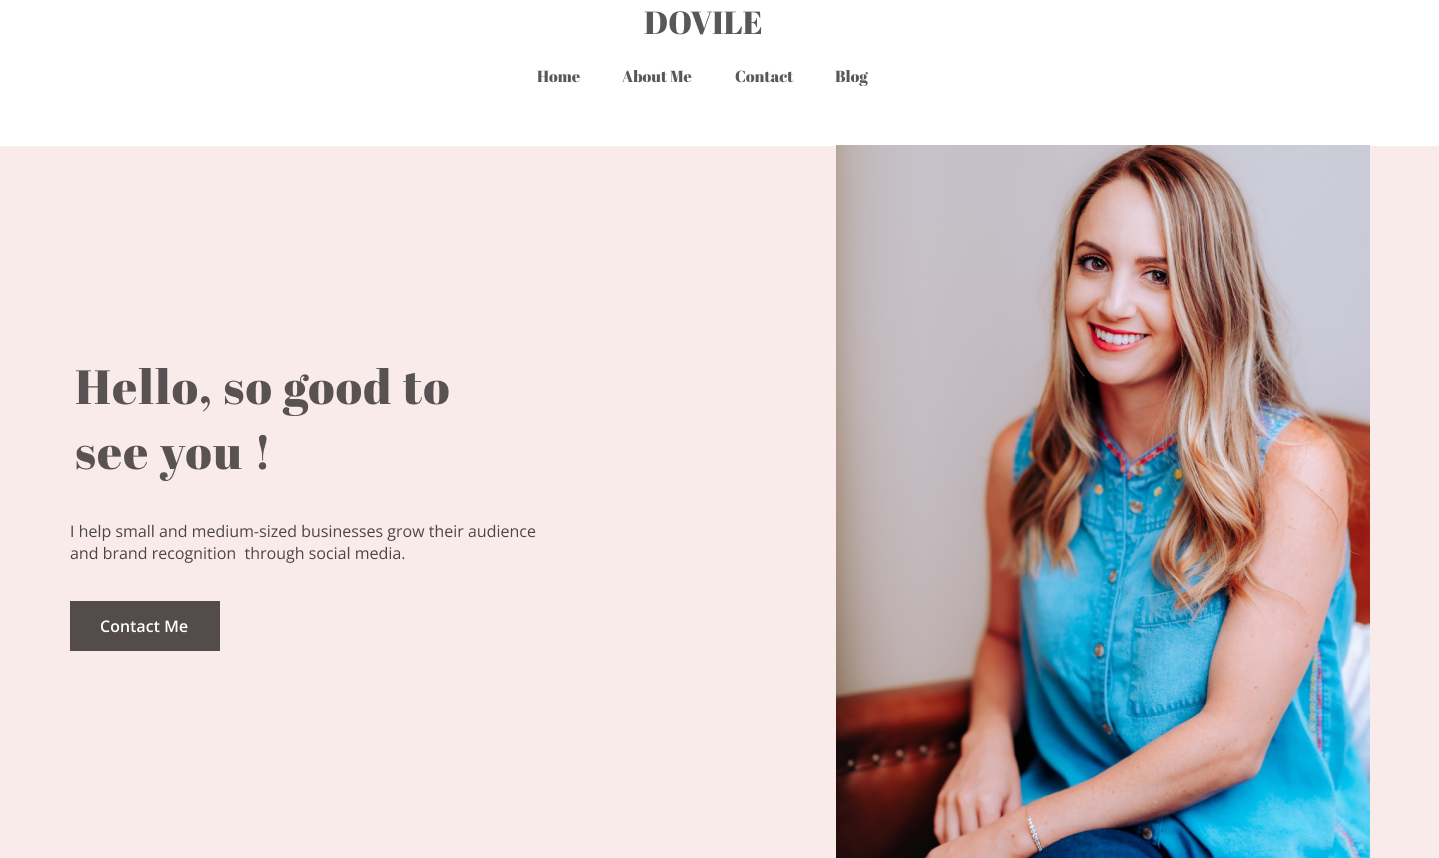 DOVILE
Home About Me Contact Blog
Hello, so good to
see you !
I help small and medium-sized businesses grow their audience
and brand recognition  through social media.
Contact Me